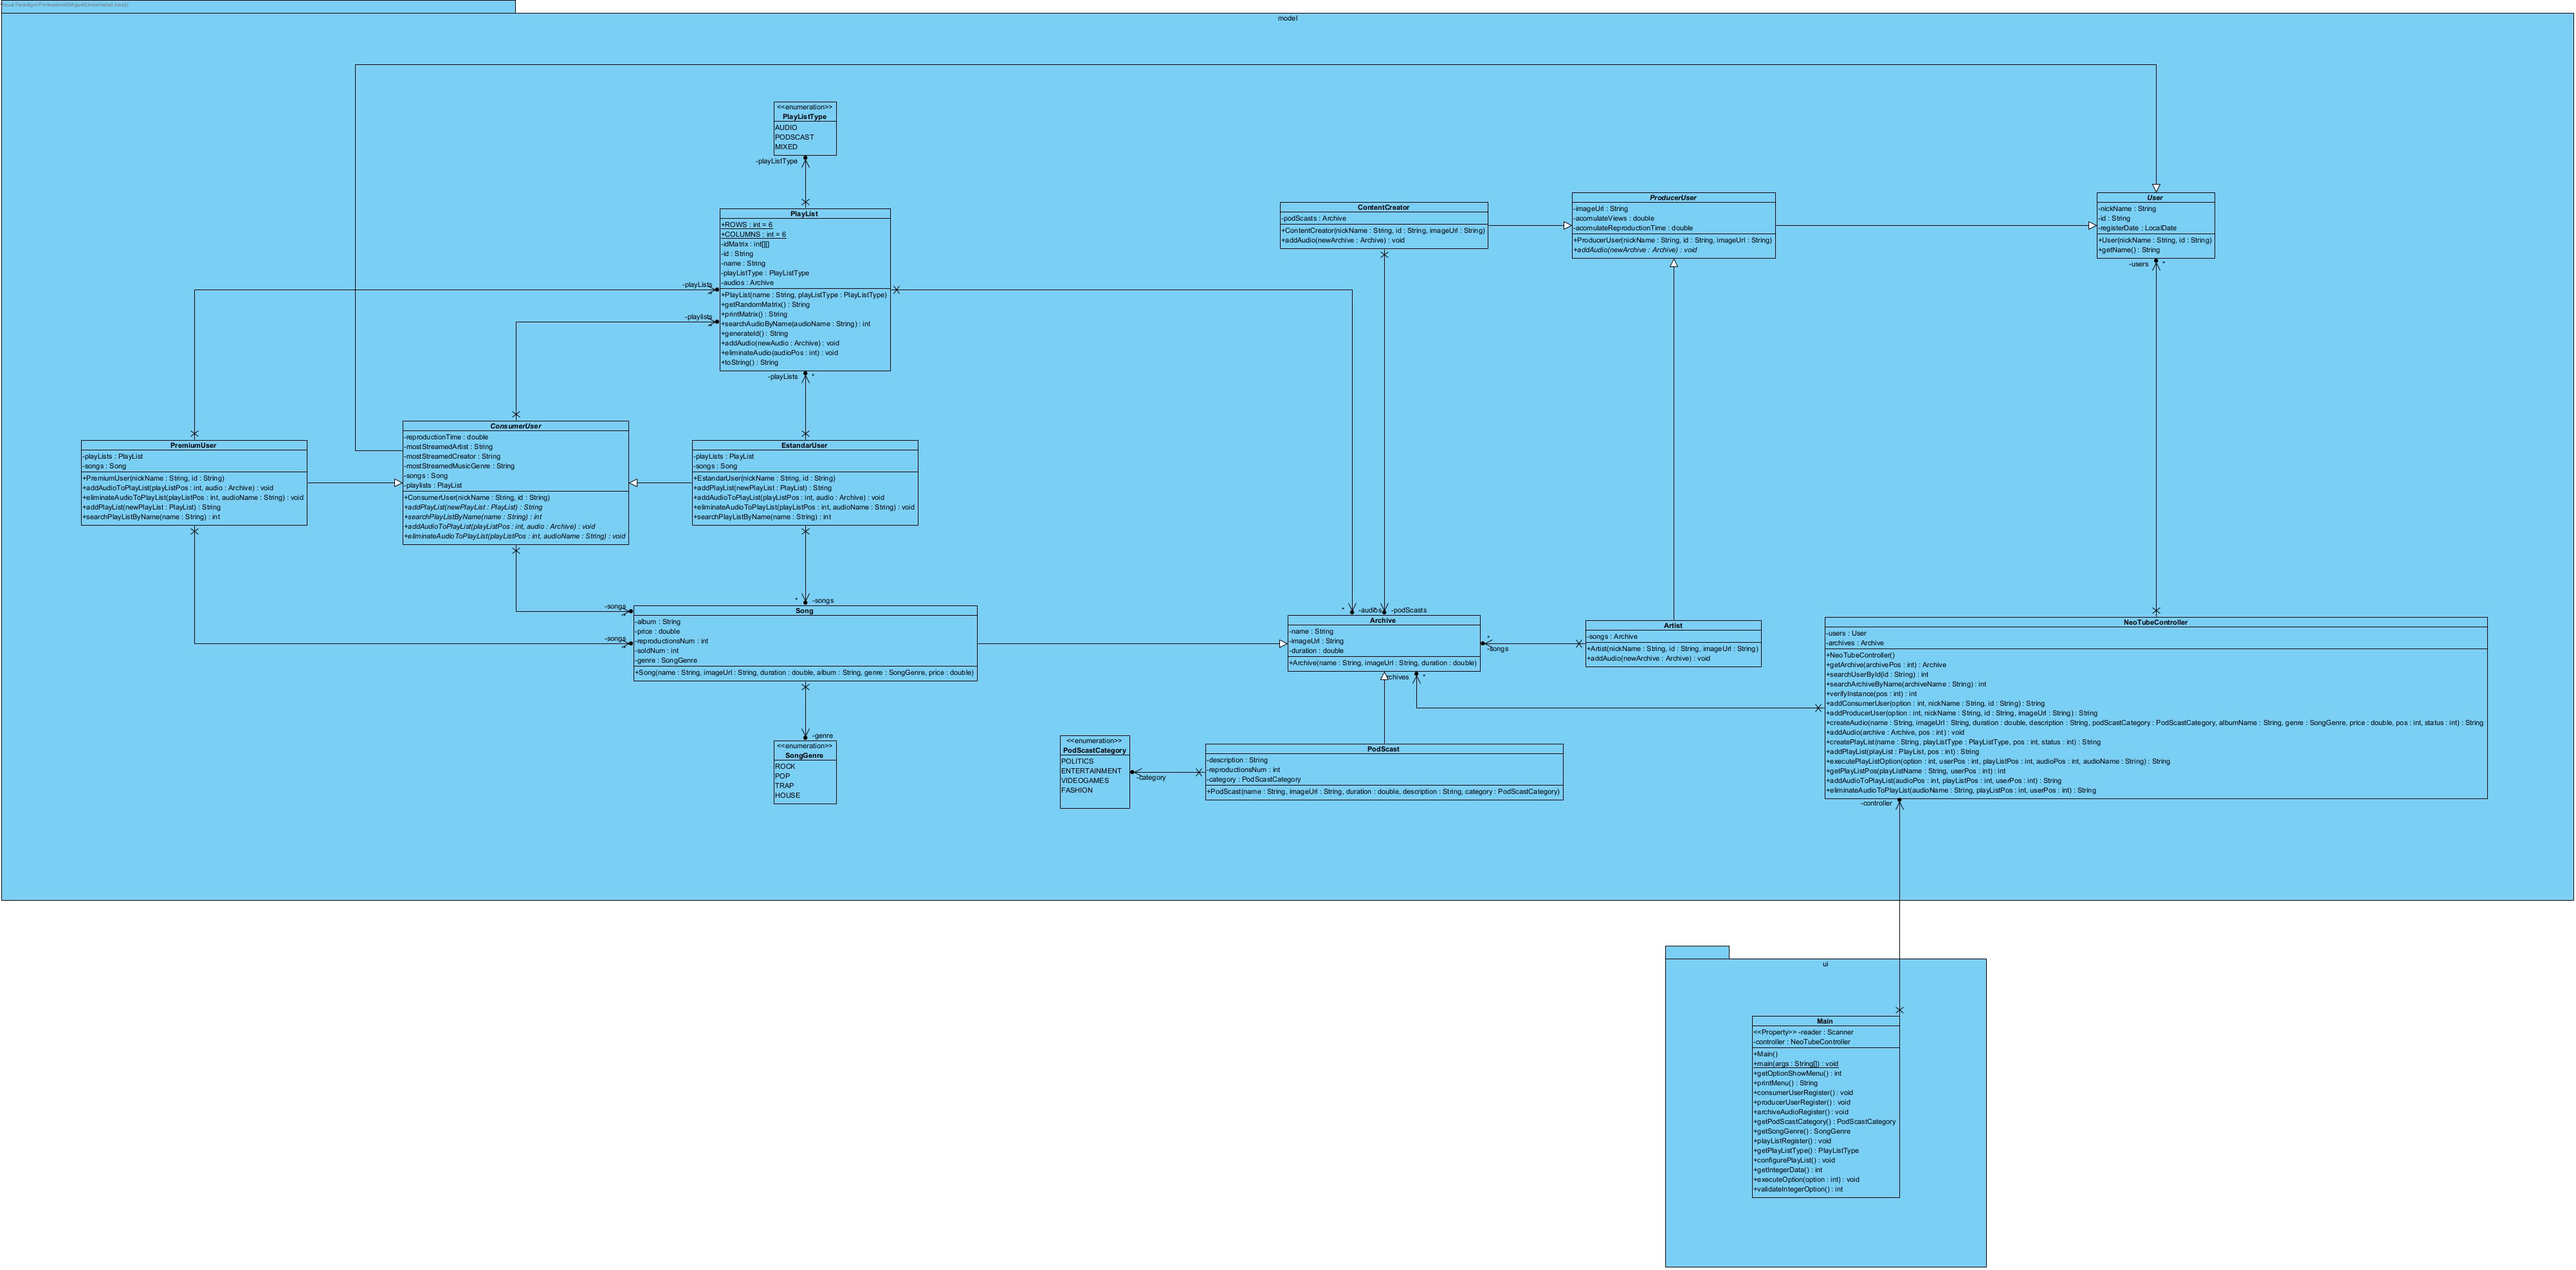 model
<<enumeration>>
PlayListType
AUDIO
PODSCAST
MIXED
-playListType
PlayList
+ROWS : int = 6
+COLUMNS : int = 6
-idMatrix : int[][]
-id : String
-name : String
-playListType : PlayListType
-audios : Archive
+PlayList(name : String, playListType : PlayListType)
+getRandomMatrix() : String
+printMatrix() : String
+searchAudioByName(audioName : String) : int
+generateId() : String
+addAudio(newAudio : Archive) : void
+eliminateAudio(audioPos : int) : void
+toString() : String
-playLists
-playlists
-playLists *
ContentCreator
-podScasts : Archive
+ContentCreator(nickName : String, id : String, imageUrl : String)
+addAudio(newArchive : Archive) : void
ProducerUser
-imageUrl : String
-acomulateViews : double
-acomulateReproductionTime : double
+ProducerUser(nickName : String, id : String, imageUrl : String)
+addAudio(newArchive : Archive) : void
User
-nickName : String
-id : String
-registerDate : LocalDate
+User(nickName : String, id : String)
+getName() : String
-users *
PremiumUser
-playLists : PlayList
-songs : Song
+PremiumUser(nickName : String, id : String)
+addAudioToPlayList(playListPos : int, audio : Archive) : void
+eliminateAudioToPlayList(playListPos : int, audioName : String) : void
+addPlayList(newPlayList : PlayList) : String
+searchPlayListByName(name : String) : int
ConsumerUser
-reproductionTime : double
-mostStreamedArtist : String
-mostStreamedCreator : String
-mostStreamedMusicGenre : String
-songs : Song
-playlists : PlayList
+ConsumerUser(nickName : String, id : String)
+addPlayList(newPlayList : PlayList) : String
+searchPlayListByName(name : String) : int
+addAudioToPlayList(playListPos : int, audio : Archive) : void
+eliminateAudioToPlayList(playListPos : int, audioName : String) : void
EstandarUser
-playLists : PlayList
-songs : Song
+EstandarUser(nickName : String, id : String)
+addPlayList(newPlayList : PlayList) : String
+addAudioToPlayList(playListPos : int, audio : Archive) : void
+eliminateAudioToPlayList(playListPos : int, audioName : String) : void
+searchPlayListByName(name : String) : int
* -songs
-songs
-songs
Song
-album : String
-price : double
-reproductionsNum : int
-soldNum : int
-genre : SongGenre
+Song(name : String, imageUrl : String, duration : double, album : String, genre : SongGenre, price : double)
-genre
<<enumeration>>
SongGenre
ROCK
POP
TRAP
HOUSE
* -audios
-podScasts
Archive
-name : String
-imageUrl : String
-duration : double
+Archive(name : String, imageUrl : String, duration : double)
*
-songs
*
Artist
-songs : Archive
+Artist(nickName : String, id : String, imageUrl : String)
+addAudio(newArchive : Archive) : void
<<enumeration>>
PodScastCategory
POLITICS
ENTERTAINMENT
VIDEOGAMES
FASHION
-category
PodScast
-description : String
-reproductionsNum : int
-category : PodScastCategory
+PodScast(name : String, imageUrl : String, duration : double, description : String, category : PodScastCategory)
NeoTubeController
-users : User
-archives : Archive
+NeoTubeController()
+getArchive(archivePos : int) : Archive
+searchUserById(id : String) : int
+searchArchiveByName(archiveName : String) : int
+verifyInstance(pos : int) : int
+addConsumerUser(option : int, nickName : String, id : String) : String
+addProducerUser(option : int, nickName : String, id : String, imageUrl : String) : String
+createAudio(name : String, imageUrl : String, duration : double, description : String, podScastCategory : PodScastCategory, albumName : String, genre : SongGenre, price : double, pos : int, status : int) : String
+addAudio(archive : Archive, pos : int) : void
+createPlayList(name : String, playListType : PlayListType, pos : int, status : int) : String
+addPlayList(playList : PlayList, pos : int) : String
+executePlayListOption(option : int, userPos : int, playListPos : int, audioPos : int, audioName : String) : String
+getPlayListPos(playListName : String, userPos : int) : int
+addAudioToPlayList(audioPos : int, playListPos : int, userPos : int) : String
+eliminateAudioToPlayList(audioName : String, playListPos : int, userPos : int) : String
-controller
ui
Main
<<Property>> -reader : Scanner
-controller : NeoTubeController
+Main()
+main(args : String[]) : void
+getOptionShowMenu() : int
+printMenu() : String
+consumerUserRegister() : void
+producerUserRegister() : void
+archiveAudioRegister() : void
+getPodScastCategory() : PodScastCategory
+getSongGenre() : SongGenre
+playListRegister() : void
+getPlayListType() : PlayListType
+configurePlayList() : void
+getIntegerData() : int
+executeOption(option : int) : void
+validateIntegerOption() : int